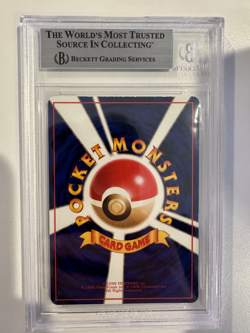 THE WORLD'S MOST TRUSTED
SOURCE IN COLLECTING
BECKETT GRADING SERVICES
POCKET MONSTERS
CARD GAME